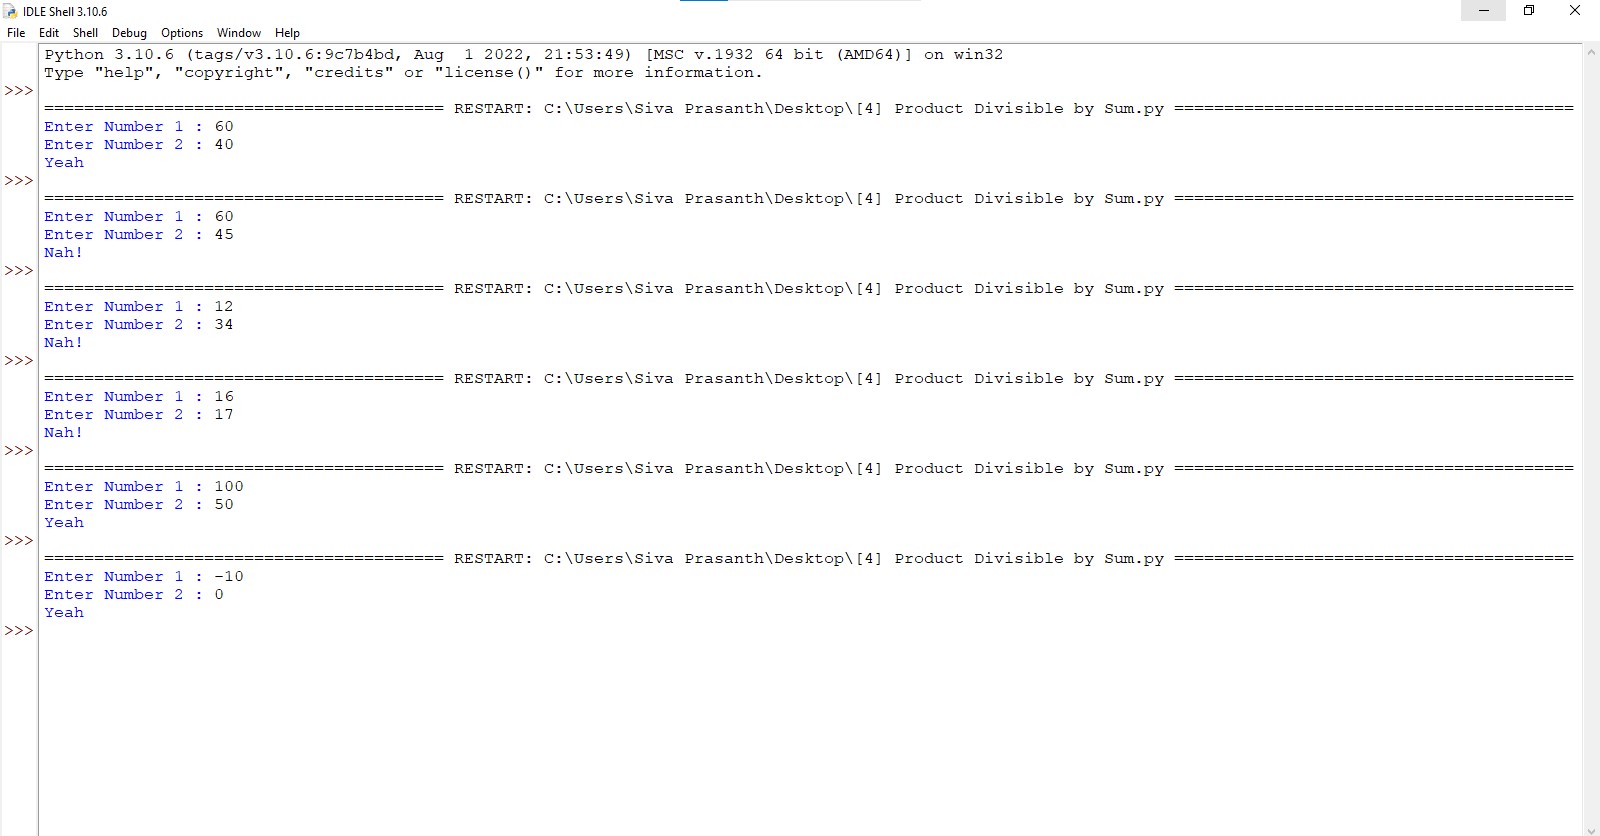 IDLE Shell 3.10.6
File Edit Shell Debug Options Window Help
Python 3.10.6 (tags/v3.10.6:9c7b4bd, Aug  1 2022, 21:53:49) [MSC v.1932 64 bit (AMD64)] on win32
Type "help", "copyright", "credits" or "license()" for more information.
>>>
======================================== RESTART: C:\Users\Siva Prasanth\Desktop\[4] Product Divisible by Sum.py ========================================
Enter Number 1 : 60
Enter Number 2 : 40
Yeah
>>>
======================================== RESTART: C:\Users\Siva Prasanth\Desktop\[4] Product Divisible by Sum.py ========================================
Enter Number 1 : 60
Enter Number 2 : 45
Nah!
>>>
======================================== RESTART: C:\Users\Siva Prasanth\Desktop\[4] Product Divisible by Sum.py ========================================
Enter Number 1 : 12
Enter Number 2 : 34
Nah!
>>>
======================================== RESTART: C:\Users\Siva Prasanth\Desktop\[4] Product Divisible by Sum.py ========================================
Enter Number 1 : 16
Enter Number 2 : 17
Nah!
>>>
======================================== RESTART: C:\Users\Siva Prasanth\Desktop\[4] Product Divisible by Sum.py ========================================
Enter Number 1 : 100
Enter Number 2 : 50
Yeah
>>>
======================================== RESTART: C:\Users\Siva Prasanth\Desktop\[4] Product Divisible by Sum.py ========================================
Enter Number 1 : -10
Enter Number 2 : 0
Yeah
>>>